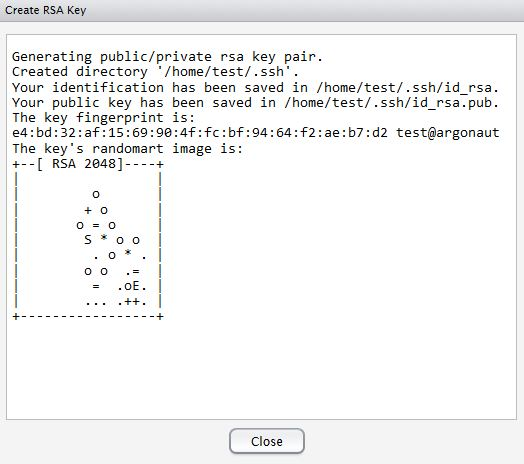 Create RSA Key
Generating public/private rsa key pair.
Created directory '/home/test/.ssh'.
Your identification has been saved in /home/test/.ssh/id_rsa.
Your public key has been saved in /home/test/.ssh/id_rsa.pub.
The key fingerprint is:
e4:bd:32:af:15:69:90:4f:fc:bf:94:64:f2:ae:b7:d2 test@argonaut
The key's randomart image is:
+--[ RSA 2048]----+
|                 |
|         o       |
|        + o      |
|       o = o     |
|        S * o o  |
|         . o * . |
|        o o  .=  |
|         =  .oE. |
|        ... .++. |
+-----------------+
Close